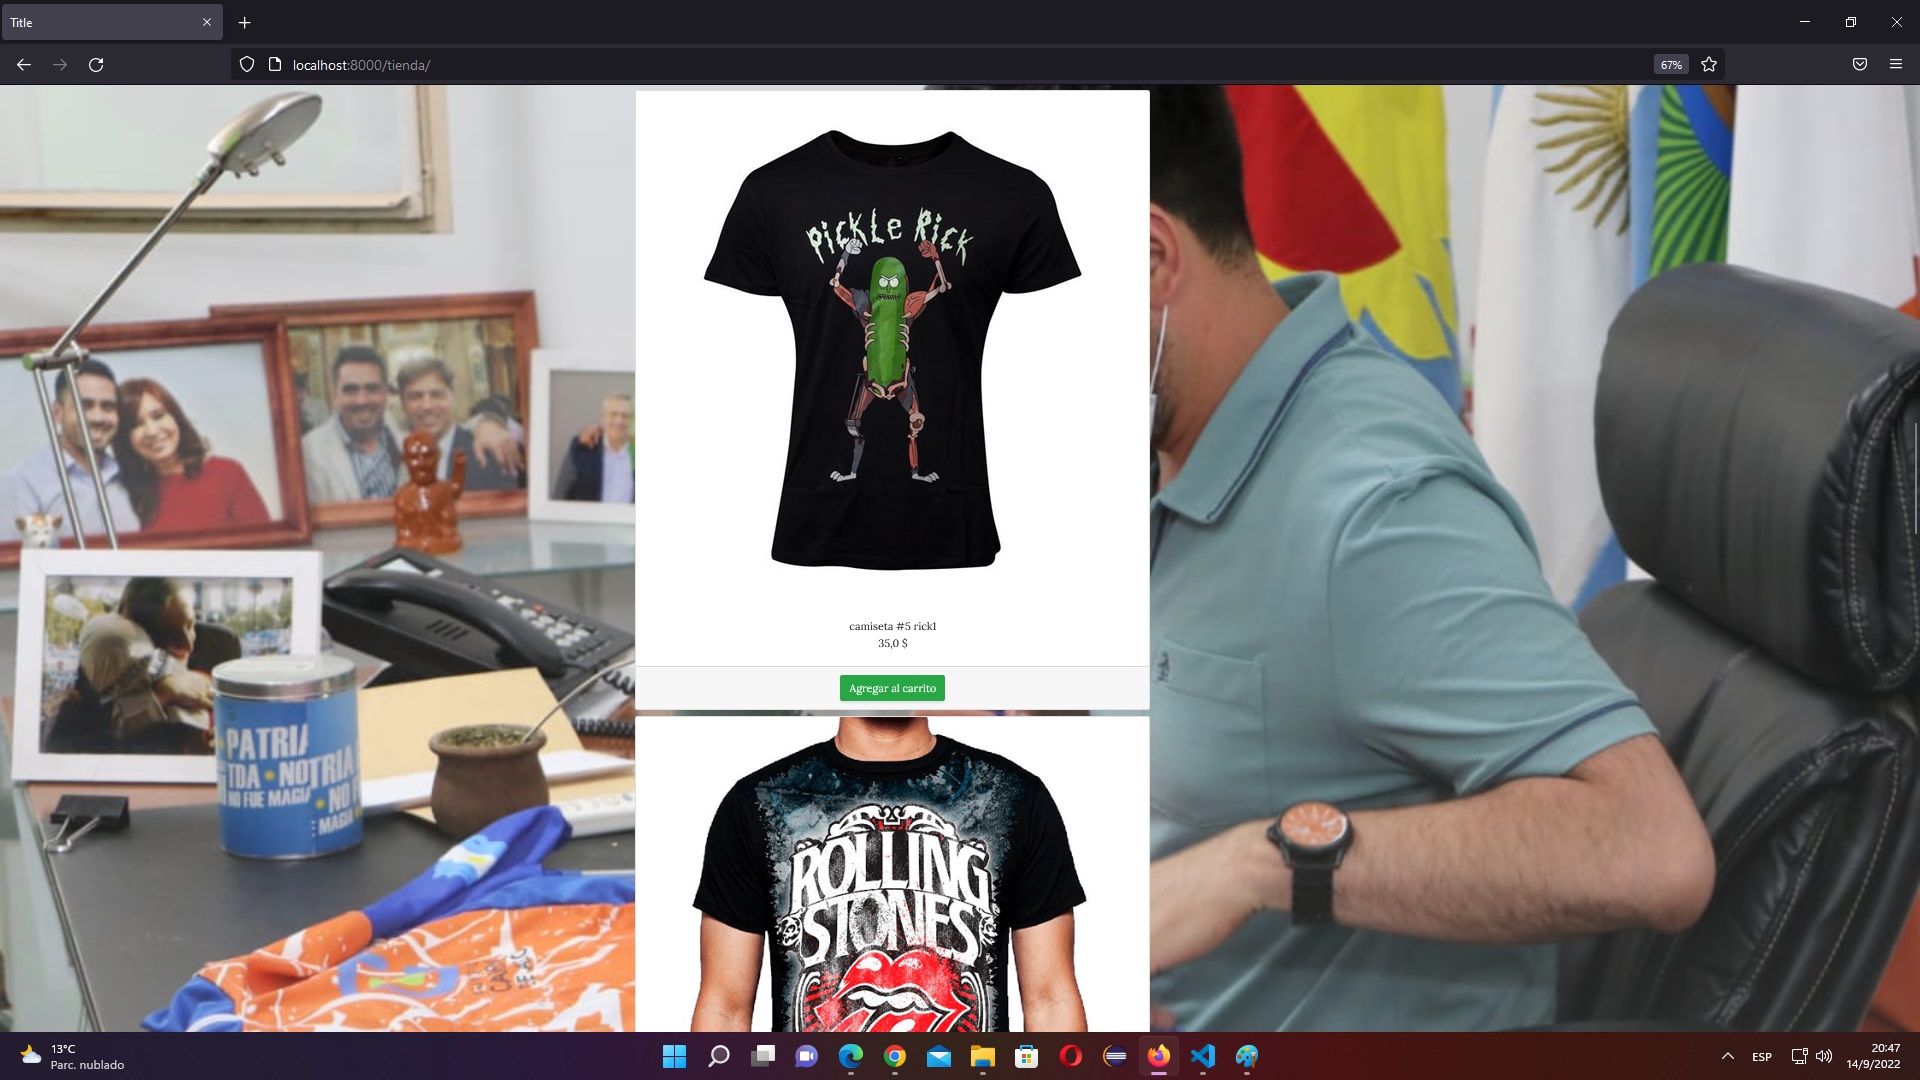 Title
localhost:8000/tienda/
67%
PICKLE RICK
camiseta #5 rick1
35,0 $
Agregar al carrito
PATRIA
TDA • NOTRIA
NO FUE MAGIA • NO F
MAGIA
ROLLING
STONES
13°C
Parc. nublado
ESP
20:47
14/9/2022